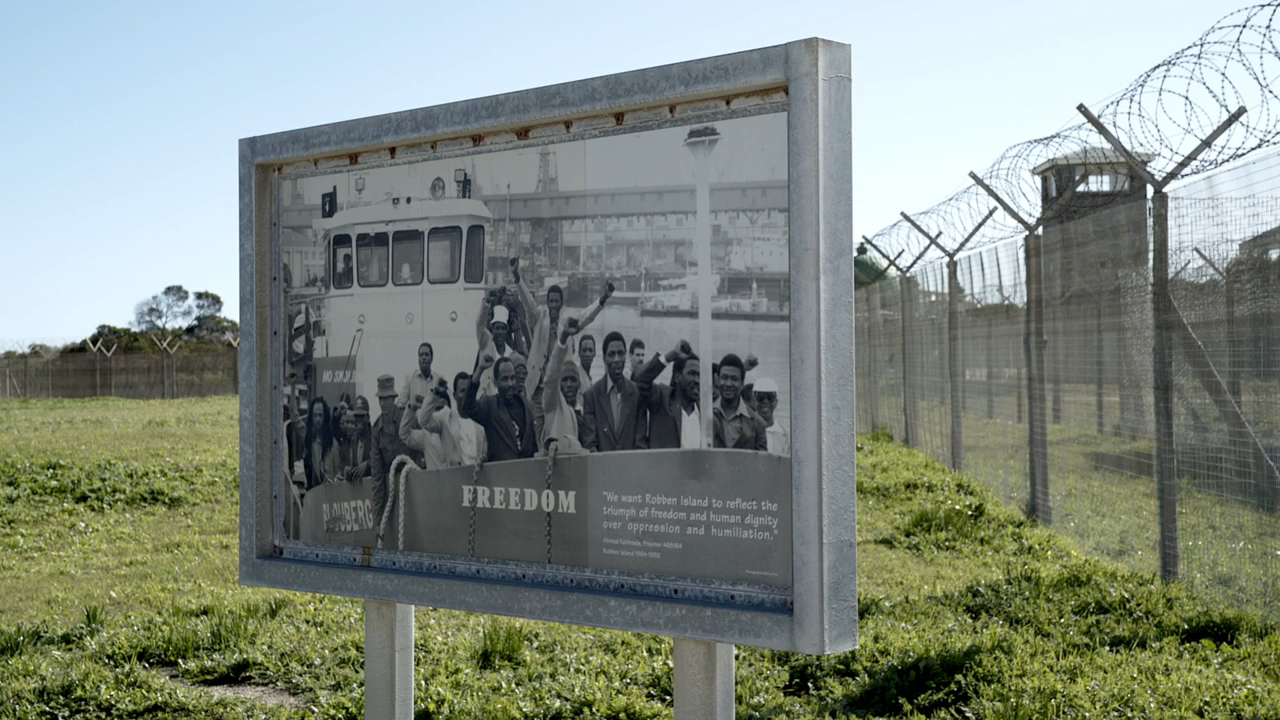 NO SMOK
BLOUBERG
FREEDOM
"We want Robben Island to reflect the
triumph of freedom and human dignity
over oppression and humiliation."
Ahmed Kathrada, Prisoner 468/64
Robben Island 1964-1982